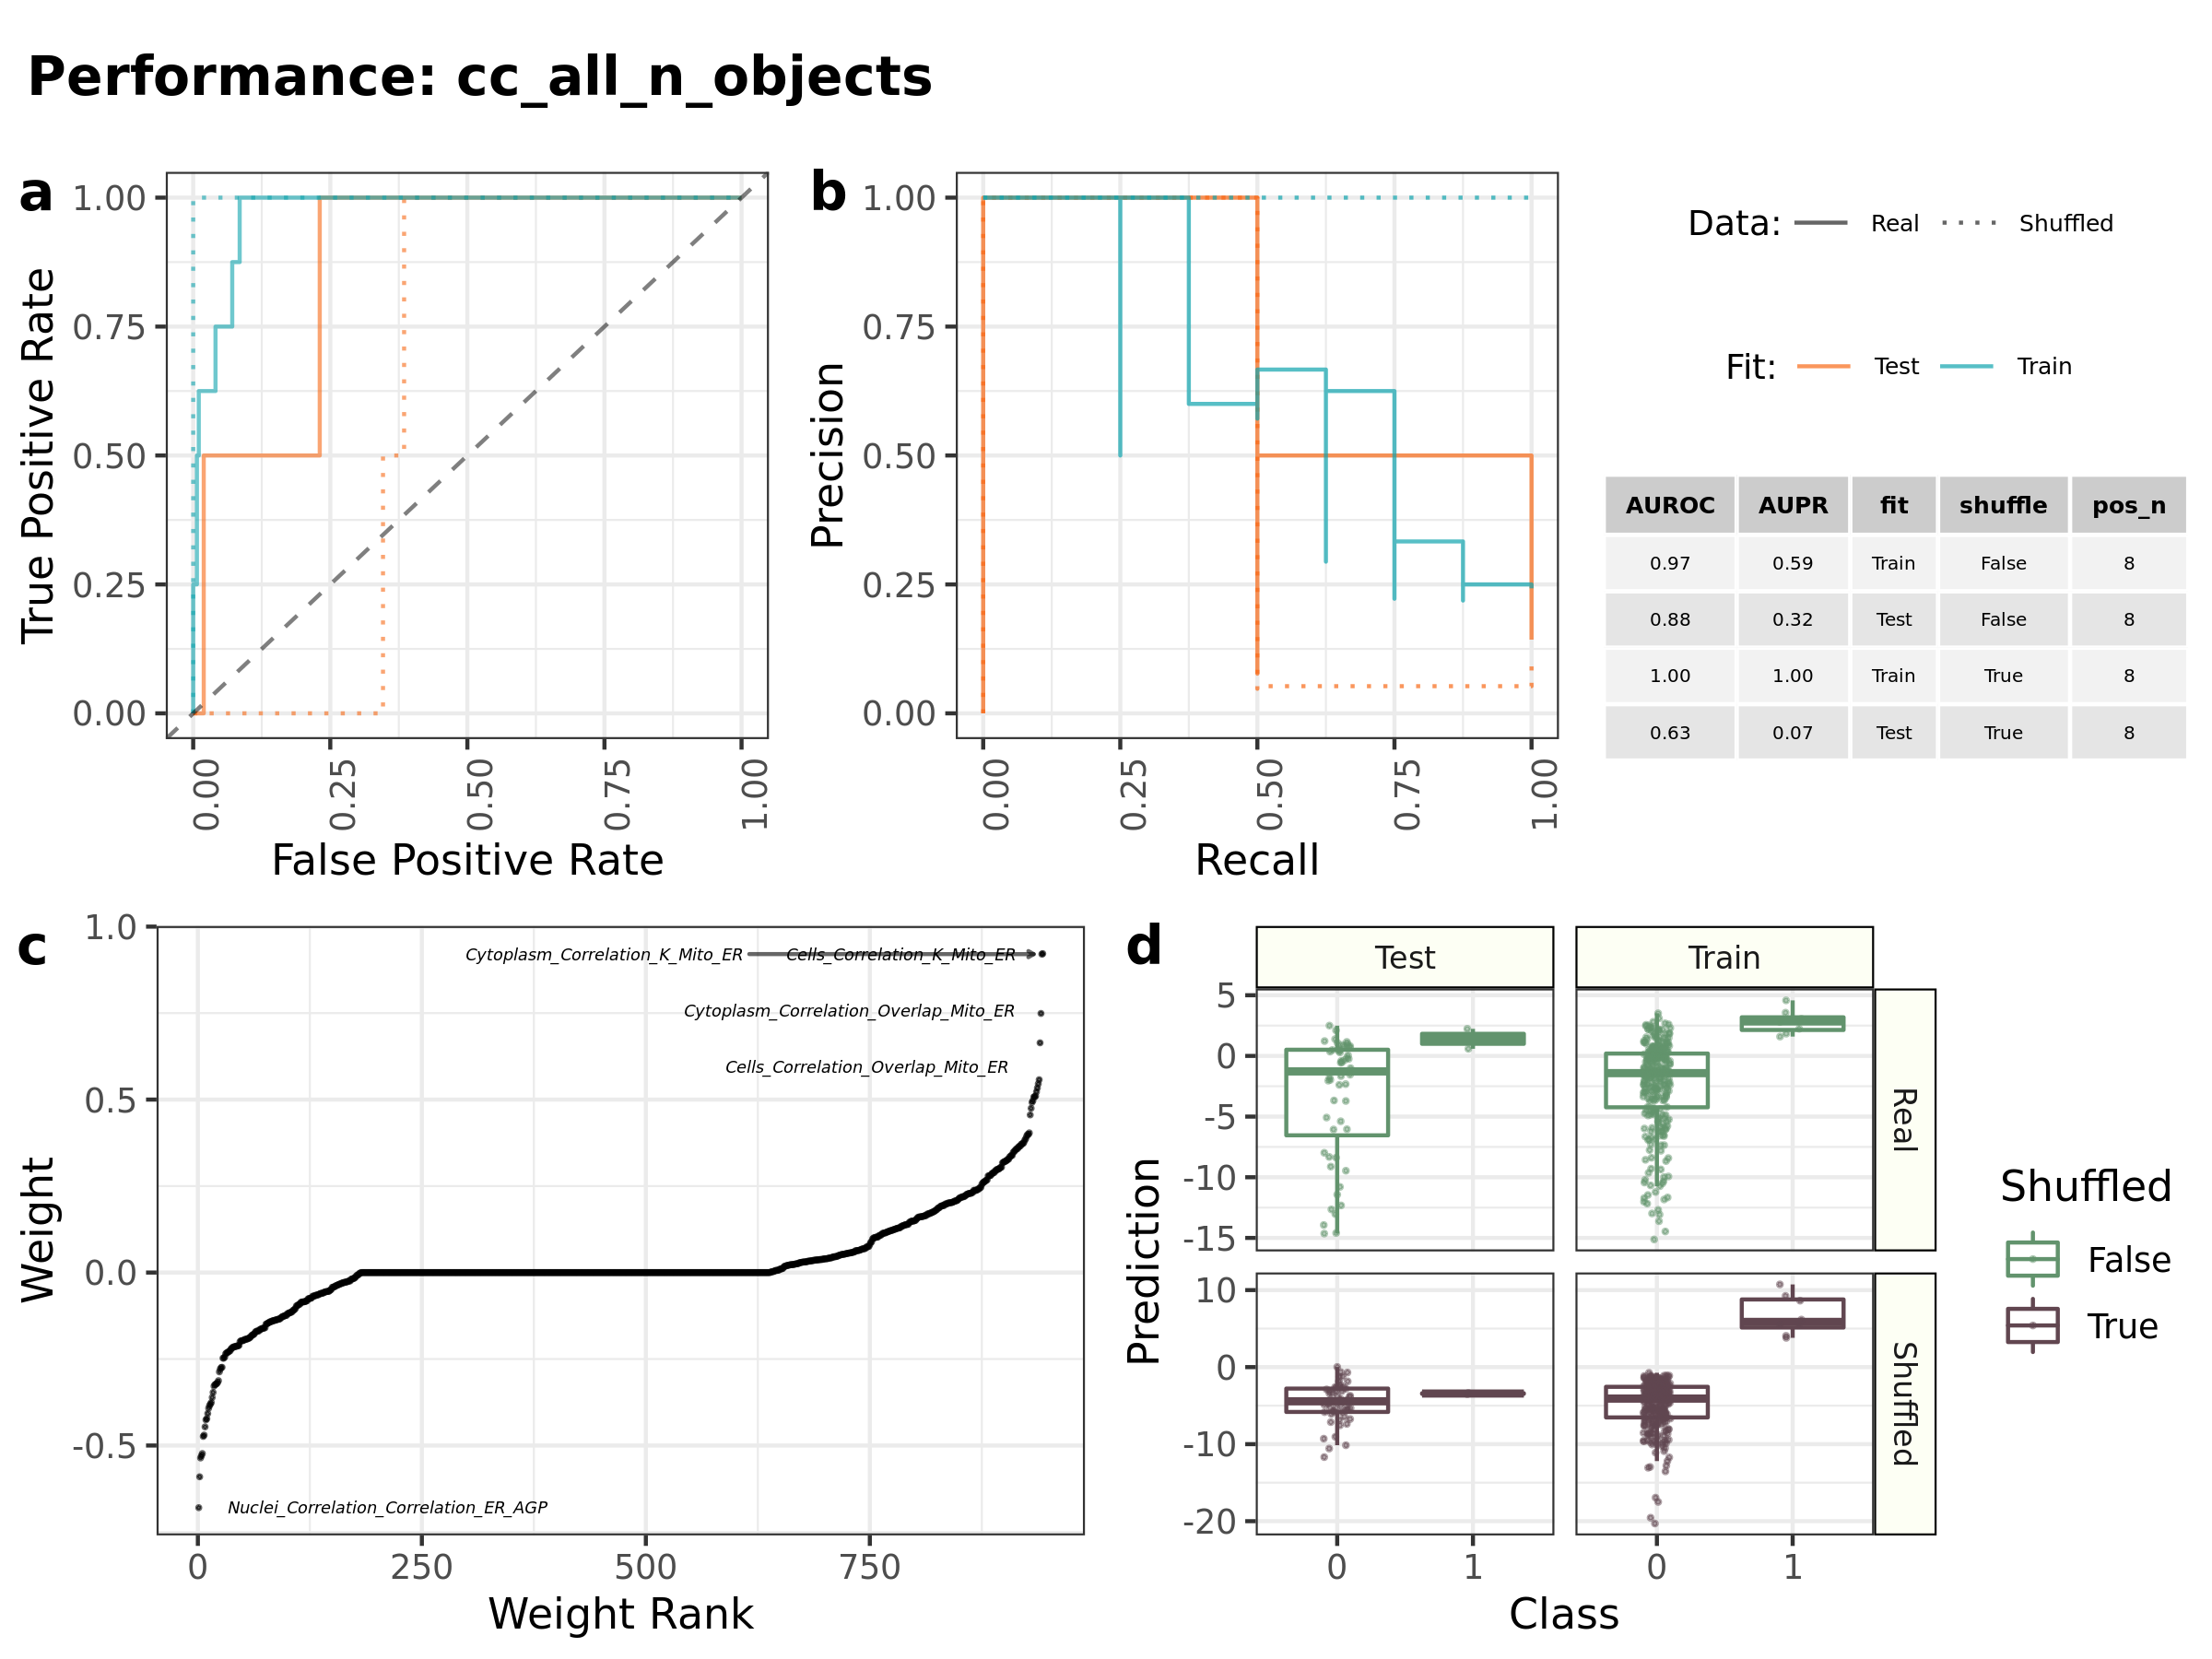 Performance: cc_all_n_objects
a
1.00
0.75
0.50
0.25
0.00
True Positive Rate
0.00 0.25 0.50 0.75 1.00
False Positive Rate
b
1.00
0.75
0.50
0.25
0.00
Precision
0.00 0.25 0.50 0.75 1.00
Recall
Data: Real Shuffled
Fit: Test Train
AUROC AUPR fit shuffle pos_n
0.97 0.59 Train False 8
0.88 0.32 Test False 8
1.00 1.00 Train True 8
0.63 0.07 Test True 8
c
1.0
0.5
0.0
-0.5
Weight
Cytoplasm_Correlation_K_Mito_ER Cells_Correlation_K_Mito_ER
Cytoplasm_Correlation_Overlap_Mito_ER
Cells_Correlation_Overlap_Mito_ER
Nuclei_Correlation_Correlation_ER_AGP
0 250 500 750
Weight Rank
d
Test Train
5
0
-5
-10
-15
Real
10
0
-10
-20
Shuffled
Prediction
0 1 0 1
Class
Shuffled
False
True